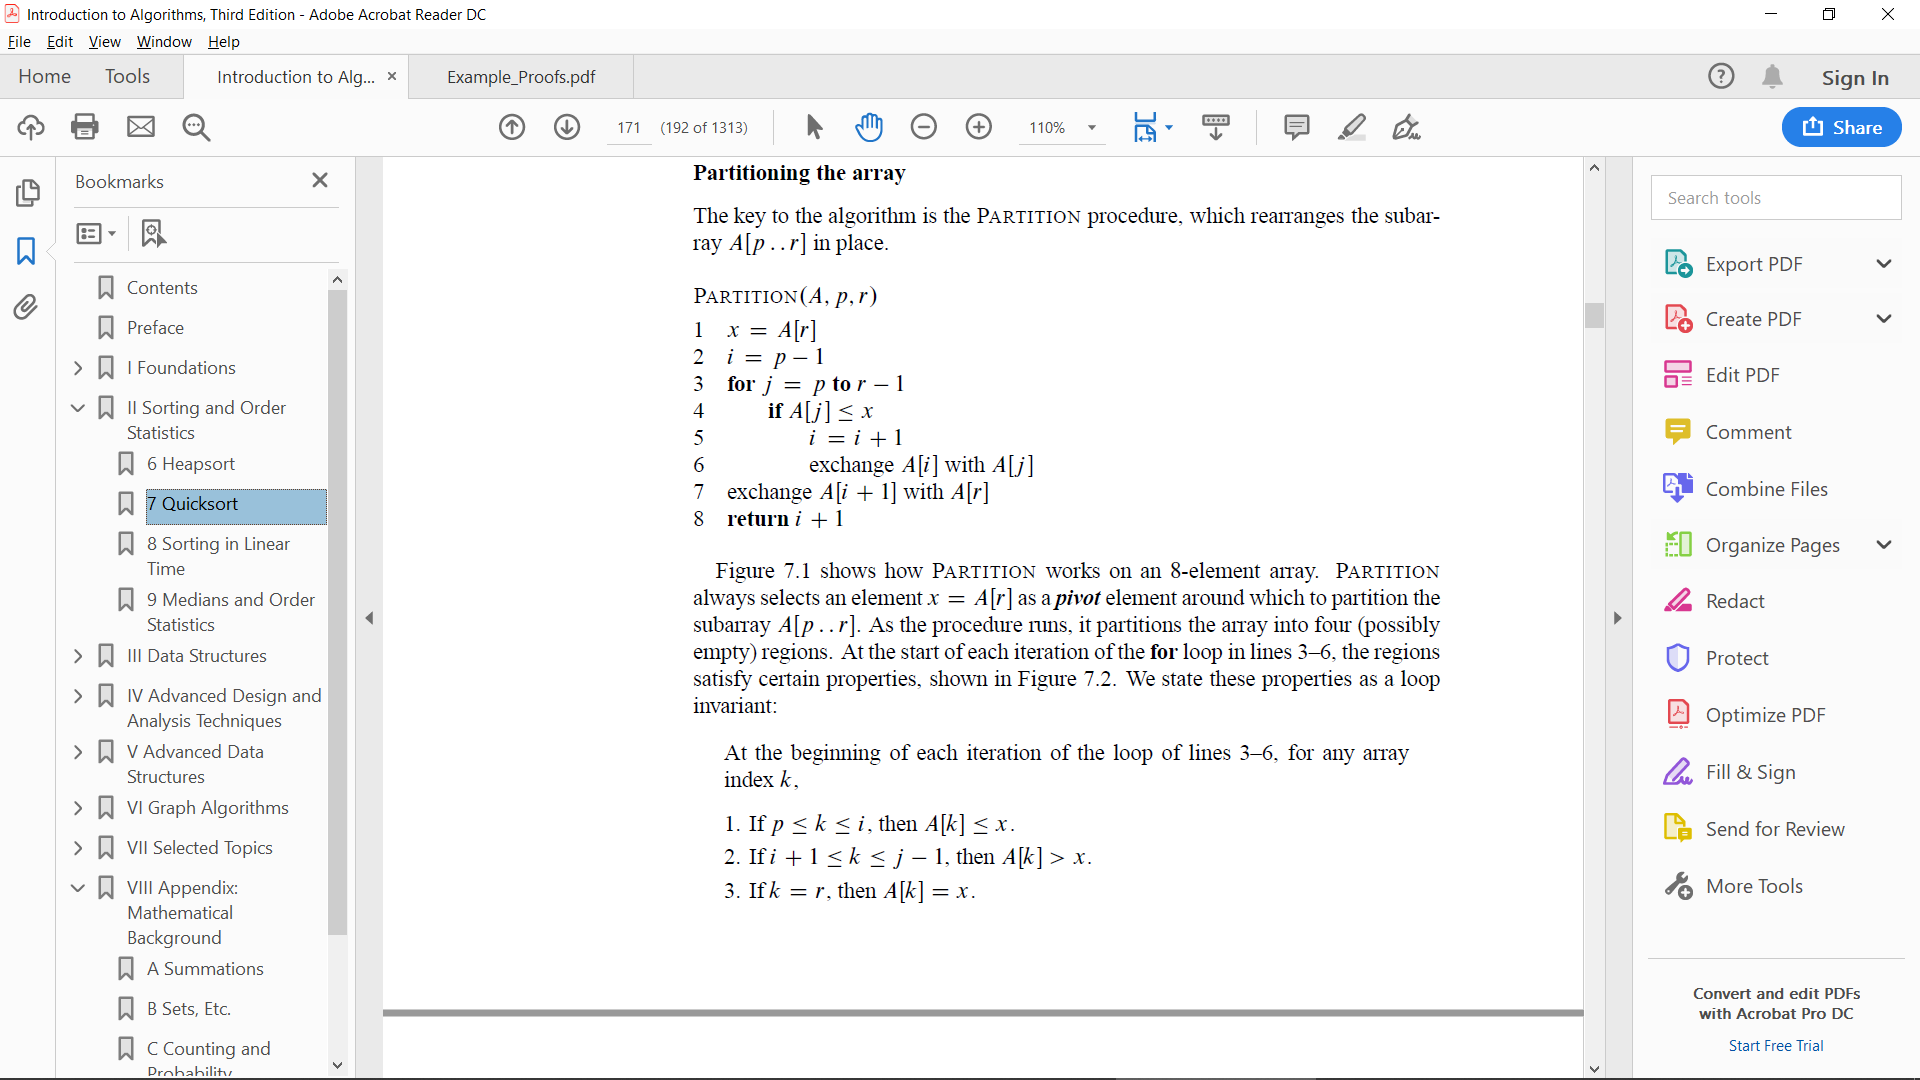 Introduction to Algorithms, Third Edition - Adobe Acrobat Reader DC
File Edit View Window Help
Home Tools Introduction to Alg... × Example_Proofs.pdf Sign In
171 (192 of 1313) 110% Share
Bookmarks
Contents
Preface
I Foundations
II Sorting and Order
Statistics
6 Heapsort
7 Quicksort
8 Sorting in Linear
Time
9 Medians and Order
Statistics
III Data Structures
IV Advanced Design and
Analysis Techniques
V Advanced Data
Structures
VI Graph Algorithms
VII Selected Topics
VIII Appendix:
Mathematical
Background
A Summations
B Sets, Etc.
C Counting and
Probability
Partitioning the array
The key to the algorithm is the PARTITION procedure, which rearranges the subar-
ray A[p . . r] in place.
PARTITION(A, p, r)
1 x = A[r]
2 i = p − 1
3 for j = p to r − 1
4 if A[j] ≤ x
5 i = i + 1
6 exchange A[i] with A[j]
7 exchange A[i + 1] with A[r]
8 return i + 1
Figure 7.1 shows how PARTITION works on an 8-element array. PARTITION
always selects an element x = A[r] as a pivot element around which to partition the
subarray A[p . . r]. As the procedure runs, it partitions the array into four (possibly
empty) regions. At the start of each iteration of the for loop in lines 3–6, the regions
satisfy certain properties, shown in Figure 7.2. We state these properties as a loop
invariant:
At the beginning of each iteration of the loop of lines 3–6, for any array
index k,
1. If p ≤ k ≤ i, then A[k] ≤ x.
2. If i + 1 ≤ k ≤ j − 1, then A[k] > x.
3. If k = r, then A[k] = x.
Search tools
Export PDF
Create PDF
Edit PDF
Comment
Combine Files
Organize Pages
Redact
Protect
Optimize PDF
Fill & Sign
Send for Review
More Tools
Convert and edit PDFs
with Acrobat Pro DC
Start Free Trial